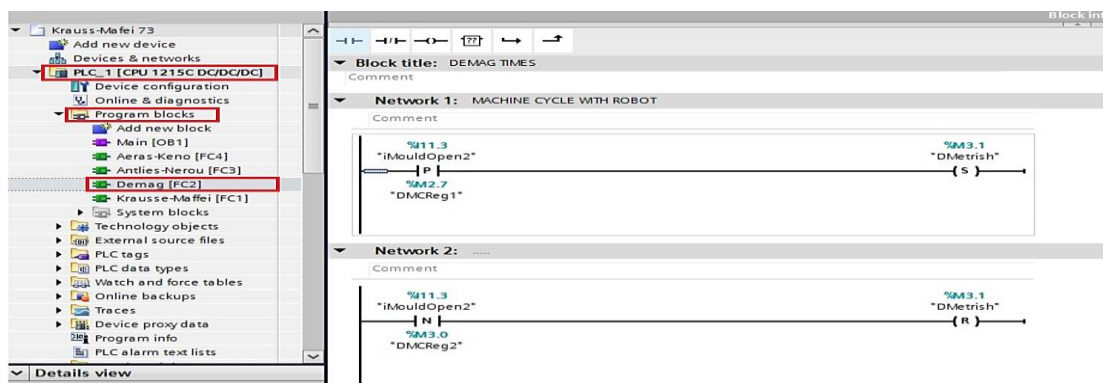 Krauss-Mafei 73
Add new device
Devices & networks
PLC_1 [CPU 1215C DC/DC/DC]
Device configuration
Online & diagnostics
Program blocks
Add new block
Main [OB1]
Aeras-Keno [FC4]
Antlies-Nerou [FC3]
Demag [FC2]
Krausse-Maffei [FC1]
System blocks
Technology objects
External source files
PLC tags
PLC data types
Watch and force tables
Online backups
Traces
Device proxy data
Program info
PLC alarm text lists
Details view
Block int
??
Block title: DEMAG TIMES
Comment
Network 1: MACHINE CYCLE WITH ROBOT
Comment
%I11.3
"iMouldOpen2"
P
%M2.7
"DMCReg1"
%M3.1
"DMetrish"
S
Network 2: .....
Comment
%I11.3
"iMouldOpen2"
N
%M3.0
"DMCReg2"
%M3.1
"DMetrish"
R